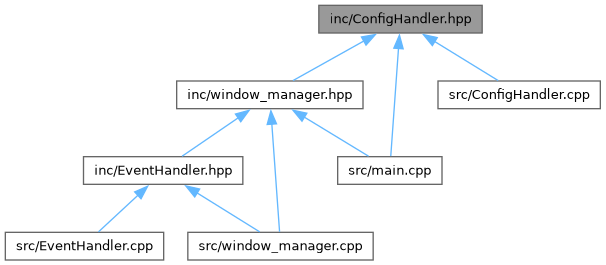 inc/ConfigHandler.hpp
inc/window_manager.hpp
src/ConfigHandler.cpp
inc/EventHandler.hpp
src/main.cpp
src/EventHandler.cpp
src/window_manager.cpp